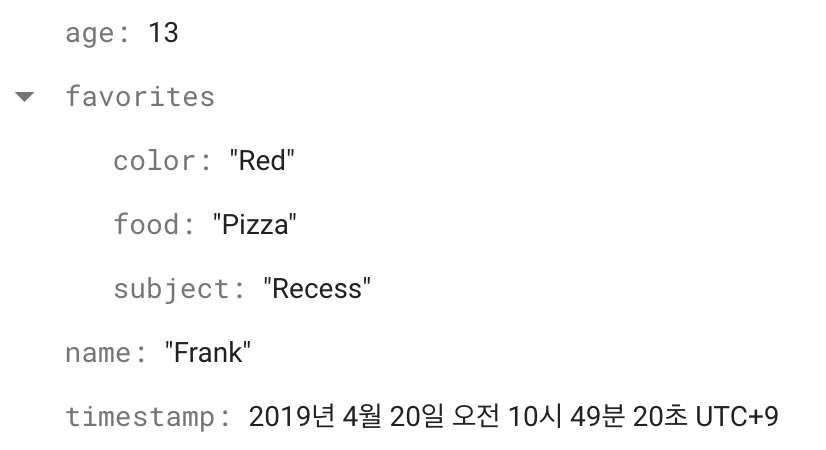 age: 13
favorites
color: "Red"
food: "Pizza"
subject: "Recess"
name: "Frank"
timestamp: 2019년 4월 20일 오전 10시 49분 20초 UTC+9